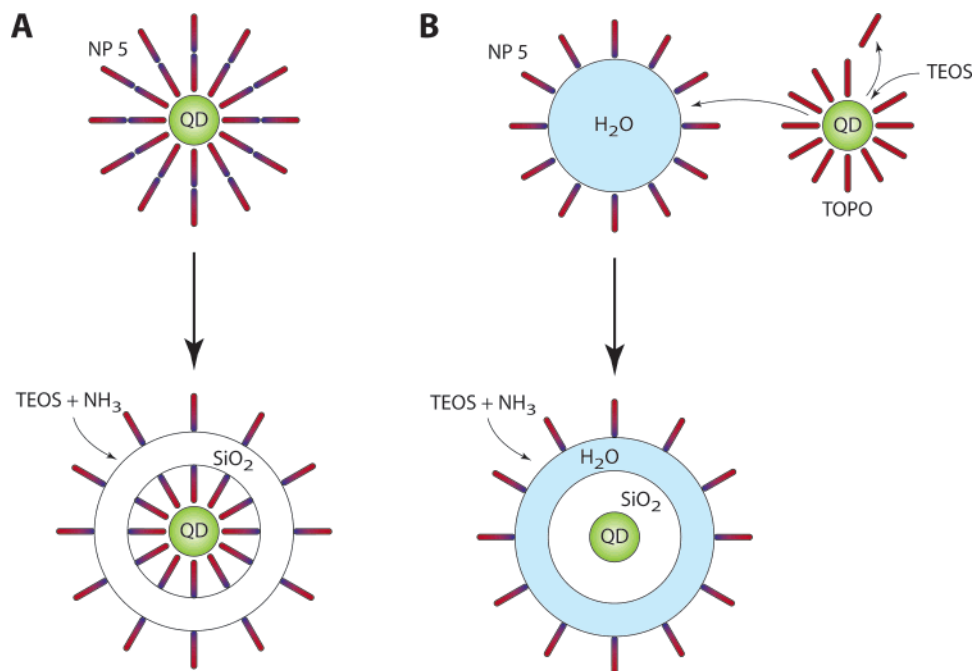 A
NP 5
QD
TEOS + NH₃
SiO₂
QD
B
NP 5
H₂O
QD
TEOS
TOPO
TEOS + NH₃
H₂O
SiO₂
QD